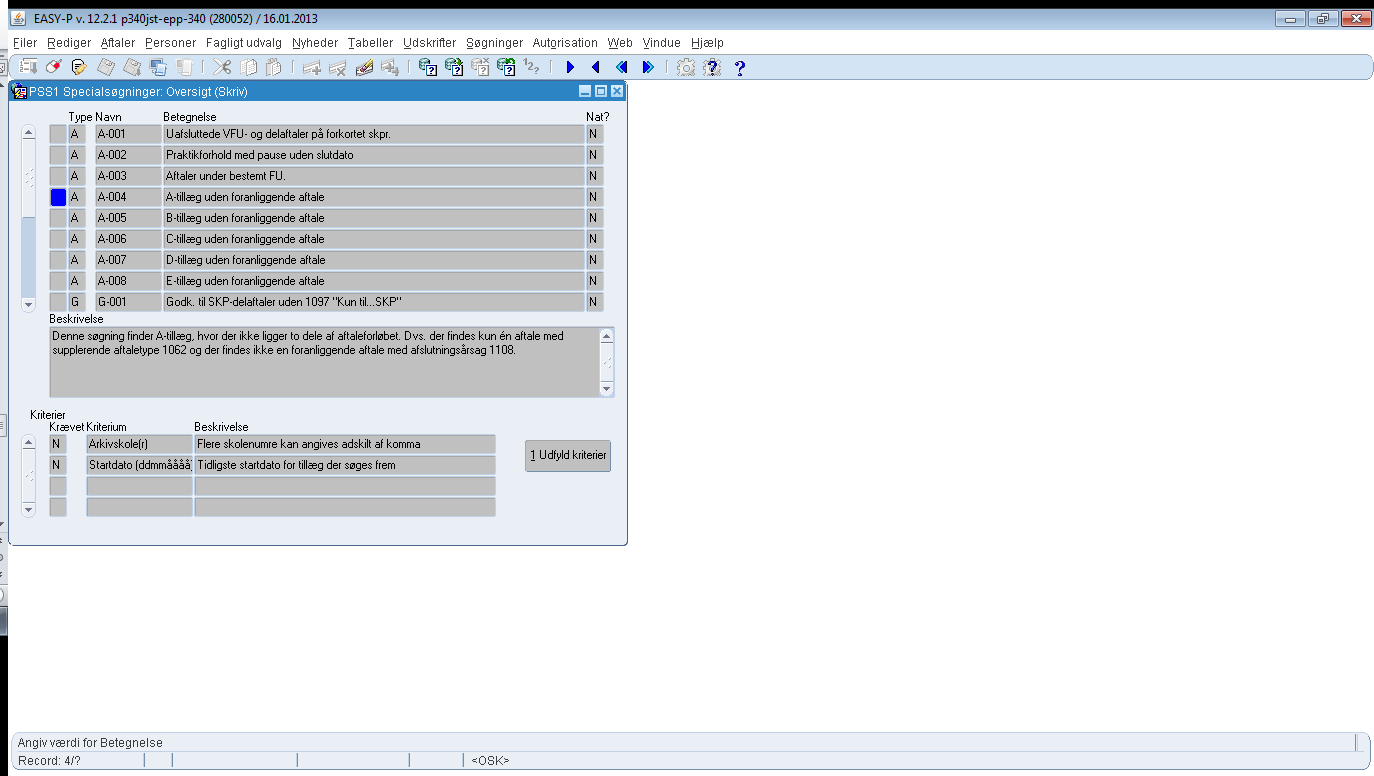 EASY-P v. 12.2.1 p340jst-epp-340 (280052) / 16.01.2013
Filer Rediger Aftaler Personer Fagligt udvalg Nyheder Tabeller Udskrifter Søgninger Autorisation Web Vindue Hjælp
PSS1 Specialsøgninger: Oversigt (Skriv)
Type Navn Betegnelse Nat?
A A-001 Uafsluttede VFU- og delaftaler på forkortet skpr. N
A A-002 Praktikforhold med pause uden slutdato N
A A-003 Aftaler under bestemt FU. N
A A-004 A-tillæg uden foranliggende aftale N
A A-005 B-tillæg uden foranliggende aftale N
A A-006 C-tillæg uden foranliggende aftale N
A A-007 D-tillæg uden foranliggende aftale N
A A-008 E-tillæg uden foranliggende aftale N
G G-001 Godk. til SKP-delaftaler uden 1097 "Kun til...SKP" N
Beskrivelse
Denne søgning finder A-tillæg, hvor der ikke ligger to dele af aftaleforløbet. Dvs. der findes kun én aftale med
supplerende aftaletype 1062 og der findes ikke en foranliggende aftale med afslutningsårsag 1108.
Kriterier
Krævet Kriterium Beskrivelse
N Arkivskole(r) Flere skolenumre kan angives adskilt af komma
N Startdato (ddmmåååå) Tidligste startdato for tillæg der søges frem
1 Udfyld kriterier
Angiv værdi for Betegnelse
Record: 4/? <OSK>